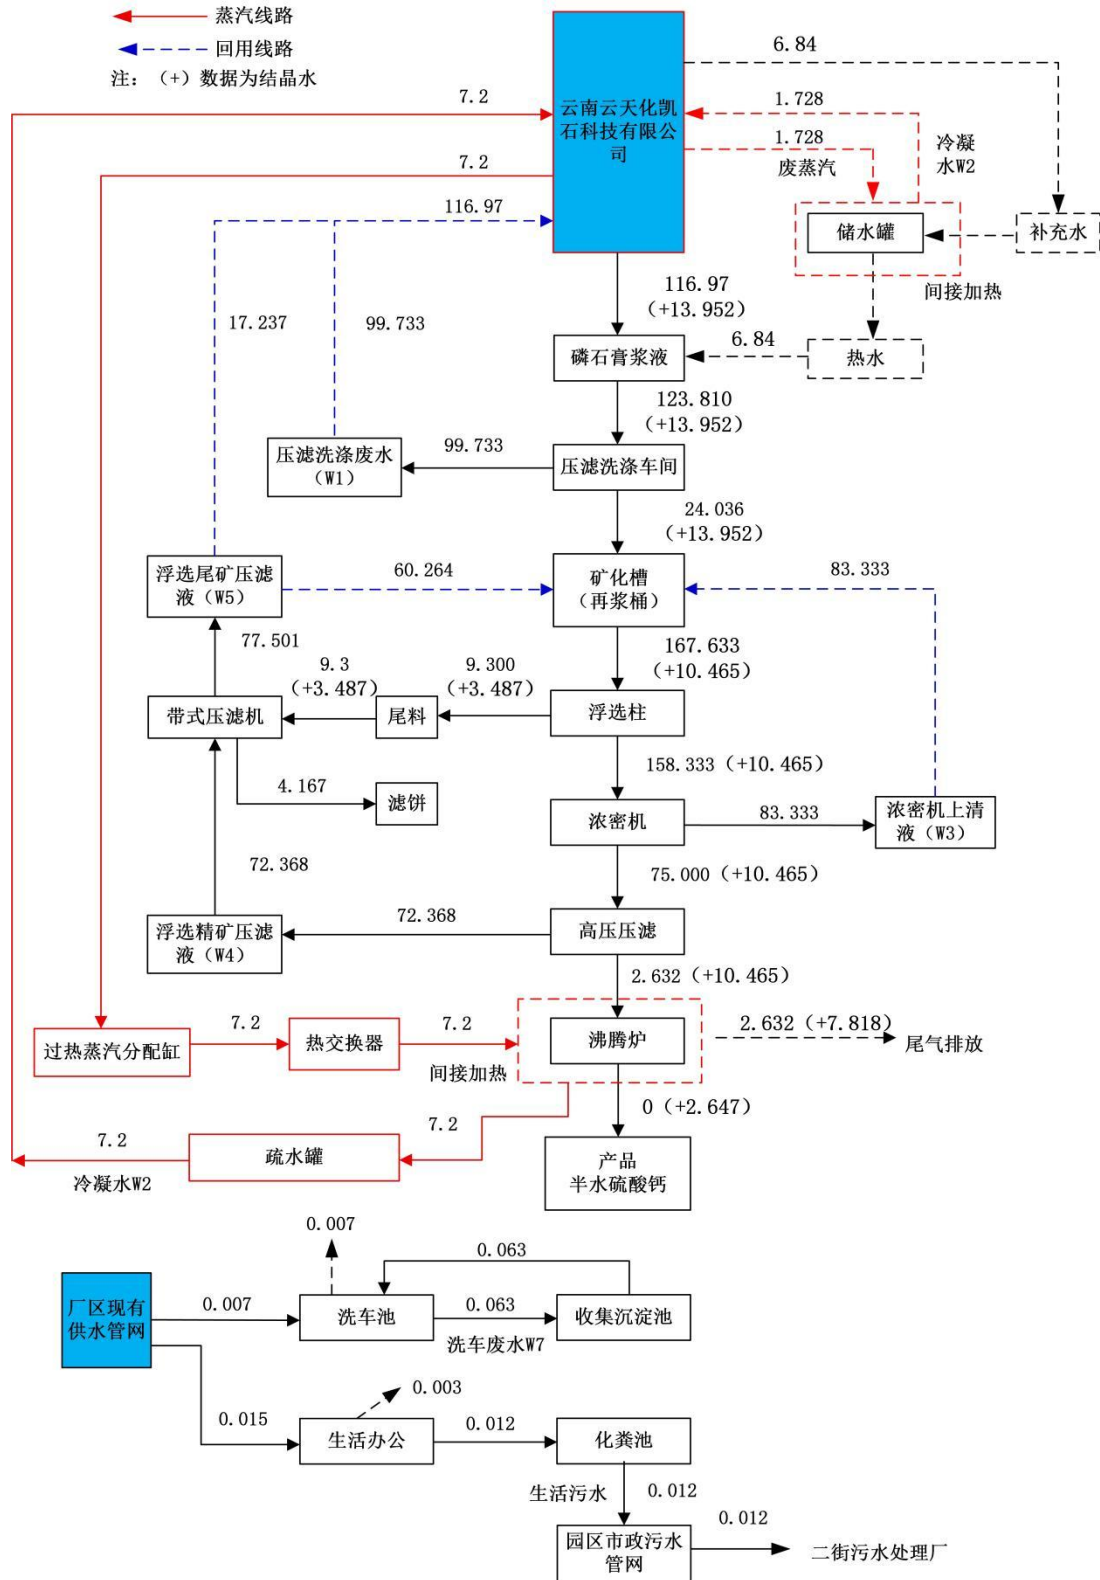 蒸汽线路
回用线路
注：（+）数据为结晶水
6.84
7.2
1.728
云南云天化凯
石科技有限公
司
1.728
冷凝
水W2
废蒸汽
7.2
116.97
储水罐
补充水
间接加热
116.97
(+13.952)
17.237
99.733
6.84
磷石膏浆液
热水
123.810
(+13.952)
压滤洗涤废水
(W1)
99.733
压滤洗涤车间
24.036
(+13.952)
浮选尾矿压滤
液（W5）
60.264
矿化槽
（再浆桶）
83.333
77.501
167.633
(+10.465)
9.3
(+3.487)
9.300
(+3.487)
带式压滤机
尾料
浮选柱
158.333（+10.465）
4.167
滤饼
浓密机
83.333
浓密机上清
液（W3）
72.368
75.000（+10.465）
浮选精矿压滤
液（W4）
72.368
高压压滤
2.632（+10.465）
过热蒸汽分配缸
7.2
热交换器
7.2
沸腾炉
2.632（+7.818）
尾气排放
间接加热
0（+2.647）
7.2
7.2
疏水罐
冷凝水W2
产品
半水硫酸钙
0.007
0.063
厂区现有
供水管网
0.007
洗车池
0.063
收集沉淀池
洗车废水W7
0.003
0.015
生活办公
0.012
化粪池
生活污水
0.012
园区市政污水
管网
0.012
二街污水处理厂